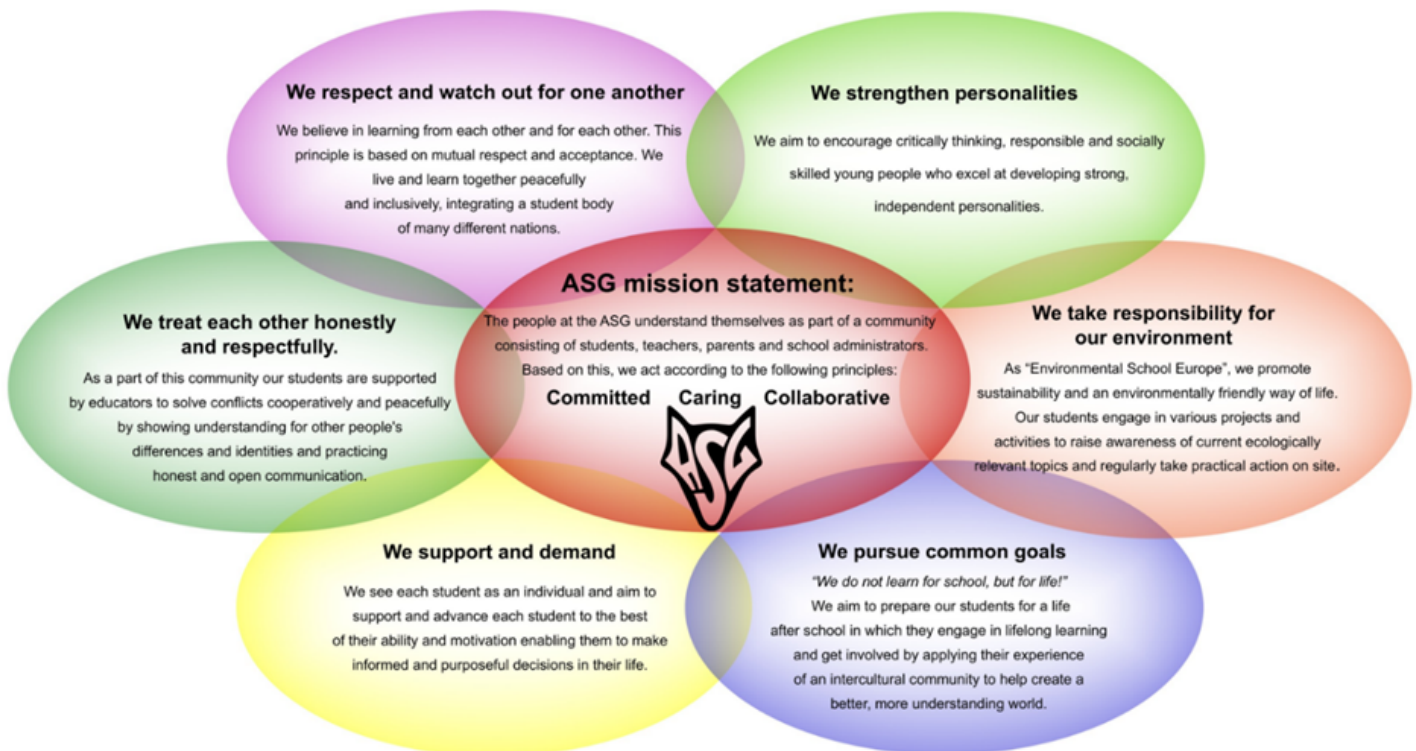 We respect and watch out for one another
We believe in learning from each other and for each other. This
principle is based on mutual respect and acceptance. We
live and learn together peacefully
and inclusively, integrating a student body
of many different nations.
We strengthen personalities
We aim to encourage critically thinking, responsible and socially
skilled young people who excel at developing strong,
independent personalities.
We treat each other honestly
and respectfully.
As a part of this community our students are supported
by educators to solve conflicts cooperatively and peacefully
by showing understanding for other people's
differences and identities and practicing
honest and open communication.
ASG mission statement:
The people at the ASG understand themselves as part of a community
consisting of students, teachers, parents and school administrators.
Based on this, we act according to the following principles:
Committed Caring Collaborative
ASG
We take responsibility for
our environment
As “Environmental School Europe”, we promote
sustainability and an environmentally friendly way of life.
Our students engage in various projects and
activities to raise awareness of current ecologically
relevant topics and regularly take practical action on site.
We support and demand
We see each student as an individual and aim to
support and advance each student to the best
of their ability and motivation enabling them to make
informed and purposeful decisions in their life.
We pursue common goals
“We do not learn for school, but for life!”
We aim to prepare our students for a life
after school in which they engage in lifelong learning
and get involved by applying their experience
of an intercultural community to help create a
better, more understanding world.